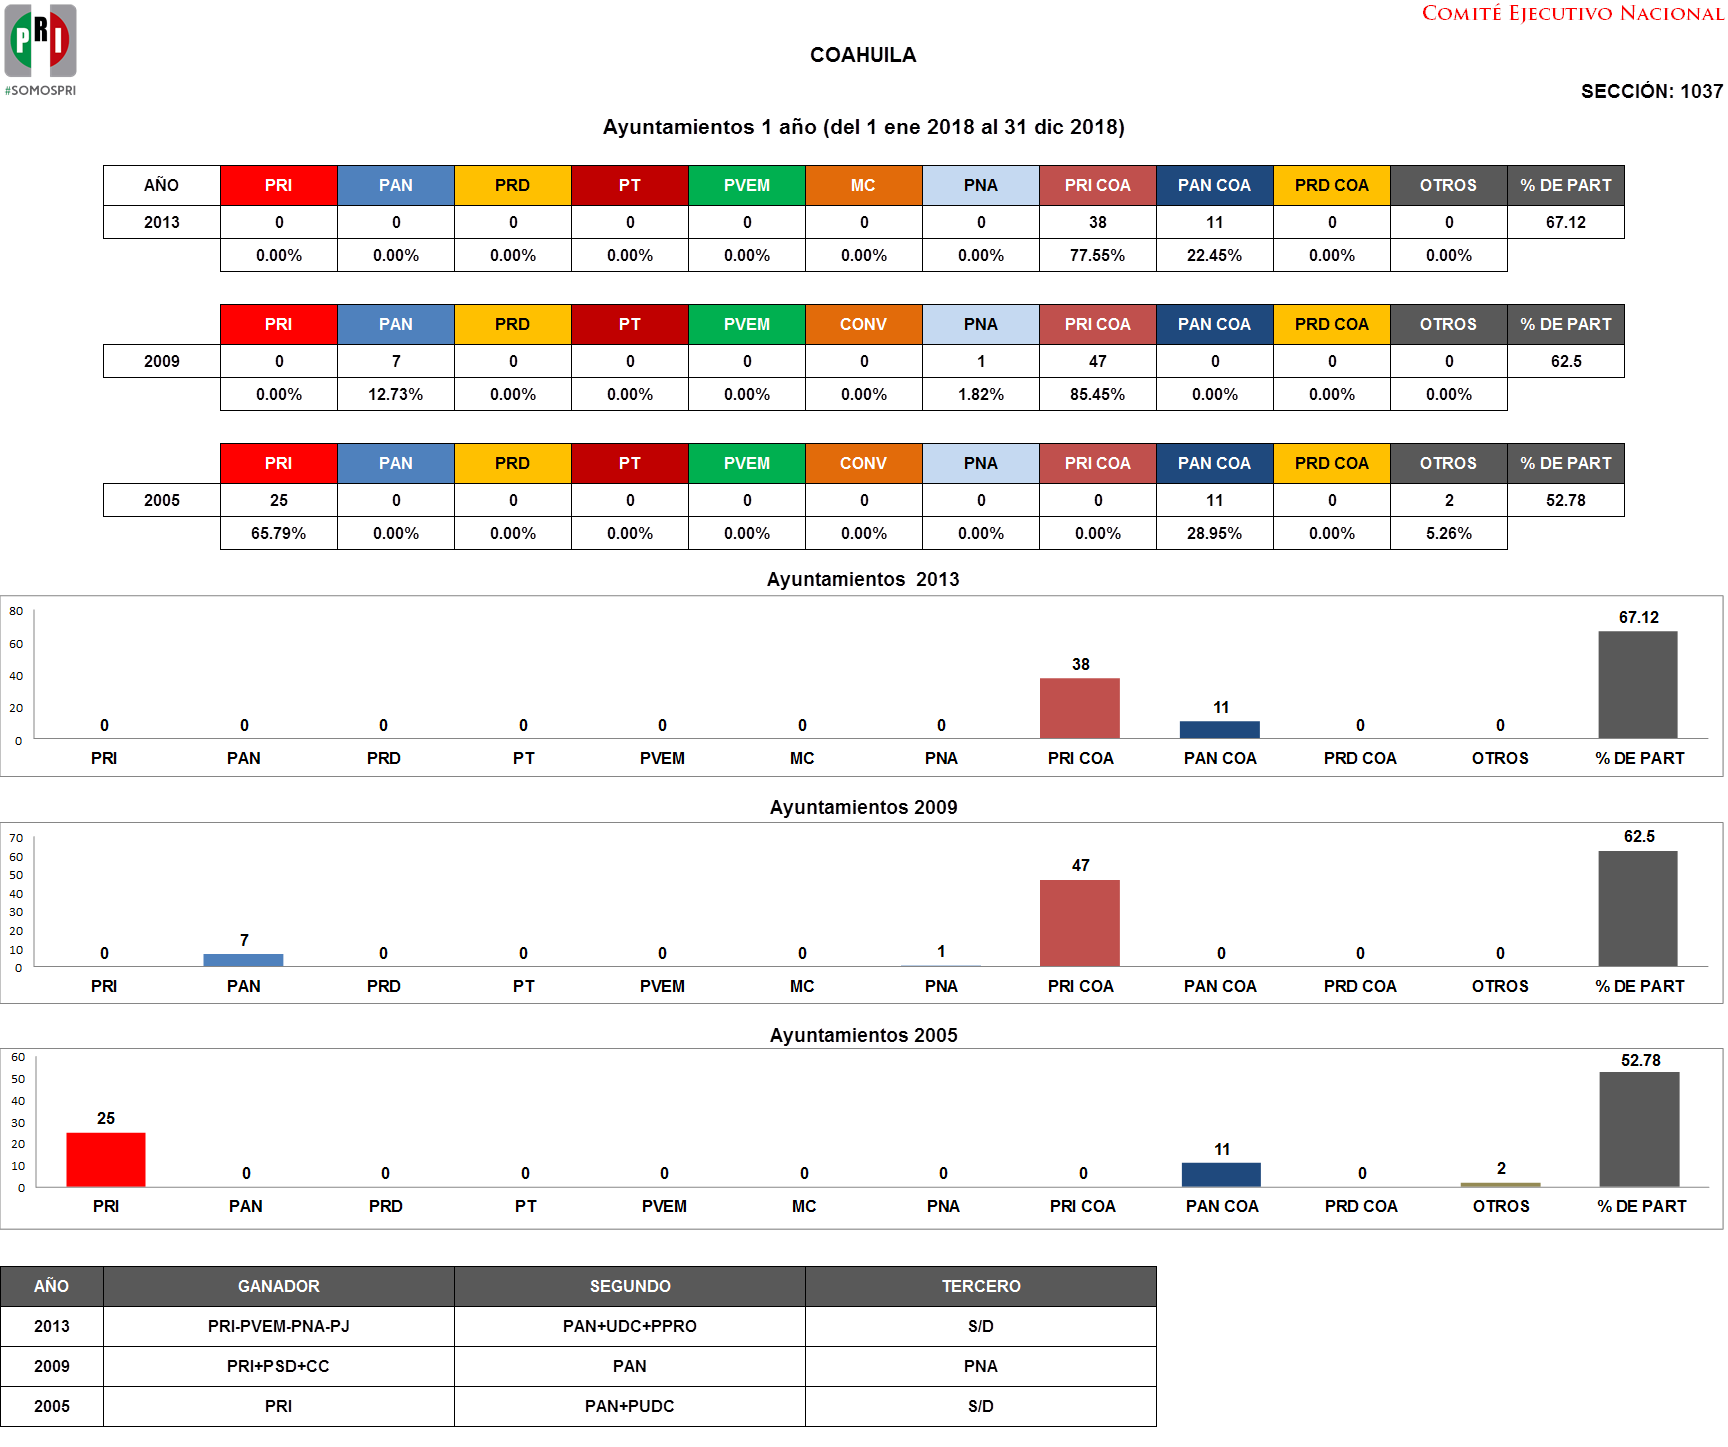 PRI
#SOMOSPRI
COMITÉ EJECUTIVO NACIONAL
COAHUILA
SECCIÓN: 1037
Ayuntamientos 1 año (del 1 ene 2018 al 31 dic 2018)
AÑO PRI PAN PRD PT PVEM MC PNA PRI COA PAN COA PRD COA OTROS % DE PART
2013 0 0 0 0 0 0 0 38 11 0 0 67.12
0.00% 0.00% 0.00% 0.00% 0.00% 0.00% 0.00% 77.55% 22.45% 0.00% 0.00%
PRI PAN PRD PT PVEM CONV PNA PRI COA PAN COA PRD COA OTROS % DE PART
2009 0 7 0 0 0 0 1 47 0 0 0 62.5
0.00% 12.73% 0.00% 0.00% 0.00% 0.00% 1.82% 85.45% 0.00% 0.00% 0.00%
PRI PAN PRD PT PVEM CONV PNA PRI COA PAN COA PRD COA OTROS % DE PART
2005 25 0 0 0 0 0 0 0 11 0 2 52.78
65.79% 0.00% 0.00% 0.00% 0.00% 0.00% 0.00% 0.00% 28.95% 0.00% 5.26%
Ayuntamientos 2013
80
60
40
20
0
0 0 0 0 0 0 0 38 11 0 0 67.12
PRI PAN PRD PT PVEM MC PNA PRI COA PAN COA PRD COA OTROS % DE PART
Ayuntamientos 2009
70
60
50
40
30
20
10
0
0 7 0 0 0 0 1 47 0 0 0 62.5
PRI PAN PRD PT PVEM MC PNA PRI COA PAN COA PRD COA OTROS % DE PART
Ayuntamientos 2005
60
50
40
30
20
10
0
25 0 0 0 0 0 0 0 11 0 2 52.78
PRI PAN PRD PT PVEM MC PNA PRI COA PAN COA PRD COA OTROS % DE PART
AÑO GANADOR SEGUNDO TERCERO
2013 PRI-PVEM-PNA-PJ PAN+UDC+PPRO S/D
2009 PRI+PSD+CC PAN PNA
2005 PRI PAN+PUDC S/D